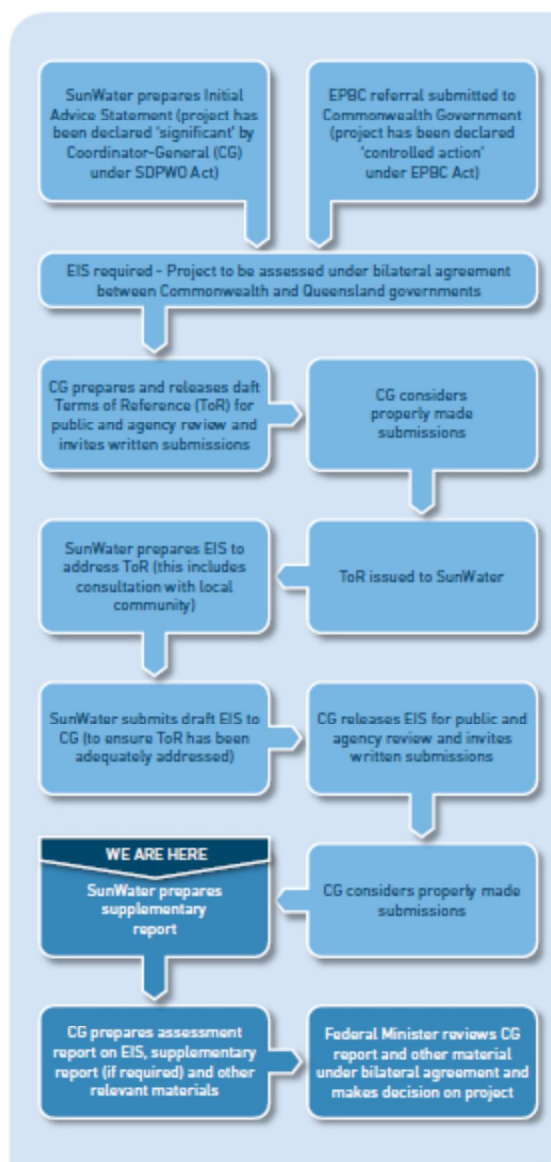 SunWater prepares Initial
Advice Statement (project has
been declared 'significant' by
Coordinator-General (CG)
under SDPWO Act)
EPBC referral submitted to
Commonwealth Government
(project has been declared
'controlled action'
under EPBC Act)
EIS required - Project to be assessed under bilateral agreement
between Commonwealth and Queensland governments
CG prepares and releases draft
Terms of Reference (ToR) for
public and agency review and
invites written submissions
CG considers
properly made
submissions
ToR issued to SunWater
SunWater prepares EIS to
address ToR (this includes
consultation with local
community)
SunWater submits draft EIS to
CG (to ensure ToR has been
adequately addressed)
CG releases EIS for public and
agency review and invites
written submissions
CG considers properly made
submissions
WE ARE HERE
SunWater prepares
supplementary
report
CG prepares assessment
report on EIS, supplementary
report (if required) and other
relevant materials
Federal Minister reviews CG
report and other material
under bilateral agreement and
makes decision on project